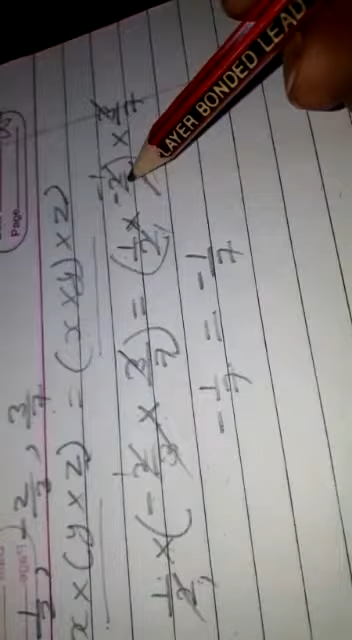 1/2, -2/3, 3/7
x×(y×z) = (x×y)×z
1/2 ×(-2/3 × 3/7) = (1/2 × -2/3) × 3/7
-1/7 = -1/7
LAYER BONDED LEAD
Page